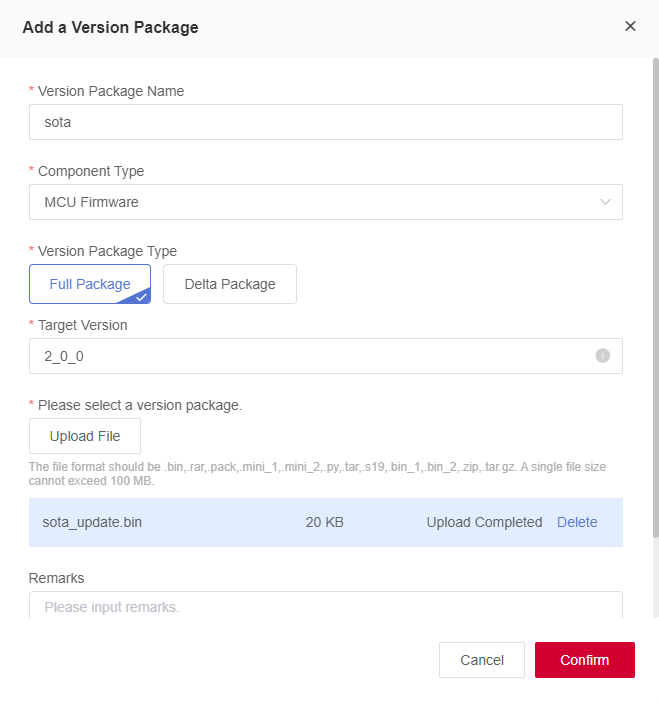 Add a Version Package
* Version Package Name
sota
* Component Type
MCU Firmware
* Version Package Type
Full Package Delta Package
* Target Version
2_0_0
* Please select a version package.
Upload File
The file format should be .bin,.rar,.pack,.mini_1,.mini_2,.py,.tar,.s19,.bin_1,.bin_2,.zip,.tar.gz. A single file size
cannot exceed 100 MB.
sota_update.bin 20 KB Upload Completed Delete
Remarks
Please input remarks.
Cancel Confirm